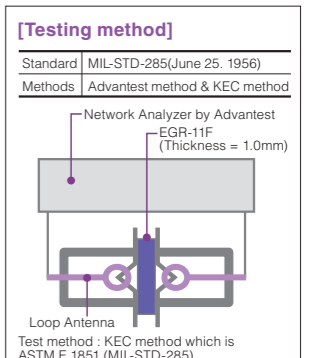 [Testing method]
Standard MIL-STD-285(June 25. 1956)
Methods Advantest method & KEC method
Network Analyzer by Advantest
EGR-11F
(Thickness = 1.0mm)
Loop Antenna
Test method : KEC method which is
ASTM E 1851 (MIL-STD-285)